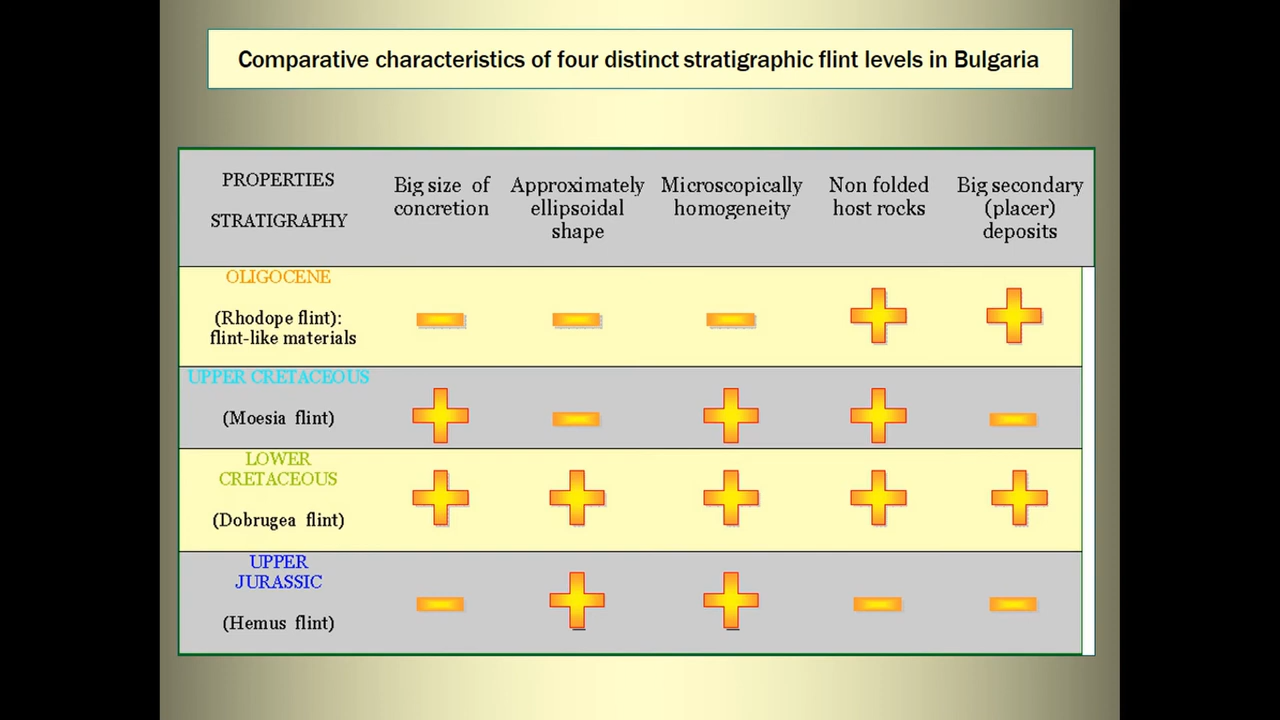 Comparative characteristics of four distinct stratigraphic flint levels in Bulgaria
PROPERTIES
STRATIGRAPHY
Big size of
concretion
Approximately
ellipsoidal
shape
Microscopically
homogeneity
Non folded
host rocks
Big secondary
(placer)
deposits
OLIGOCENE
(Rhodope flint):
flint-like materials
UPPER CRETACEOUS
(Moesia flint)
LOWER
CRETACEOUS
(Dobrugea flint)
UPPER
JURASSIC
(Hemus flint)